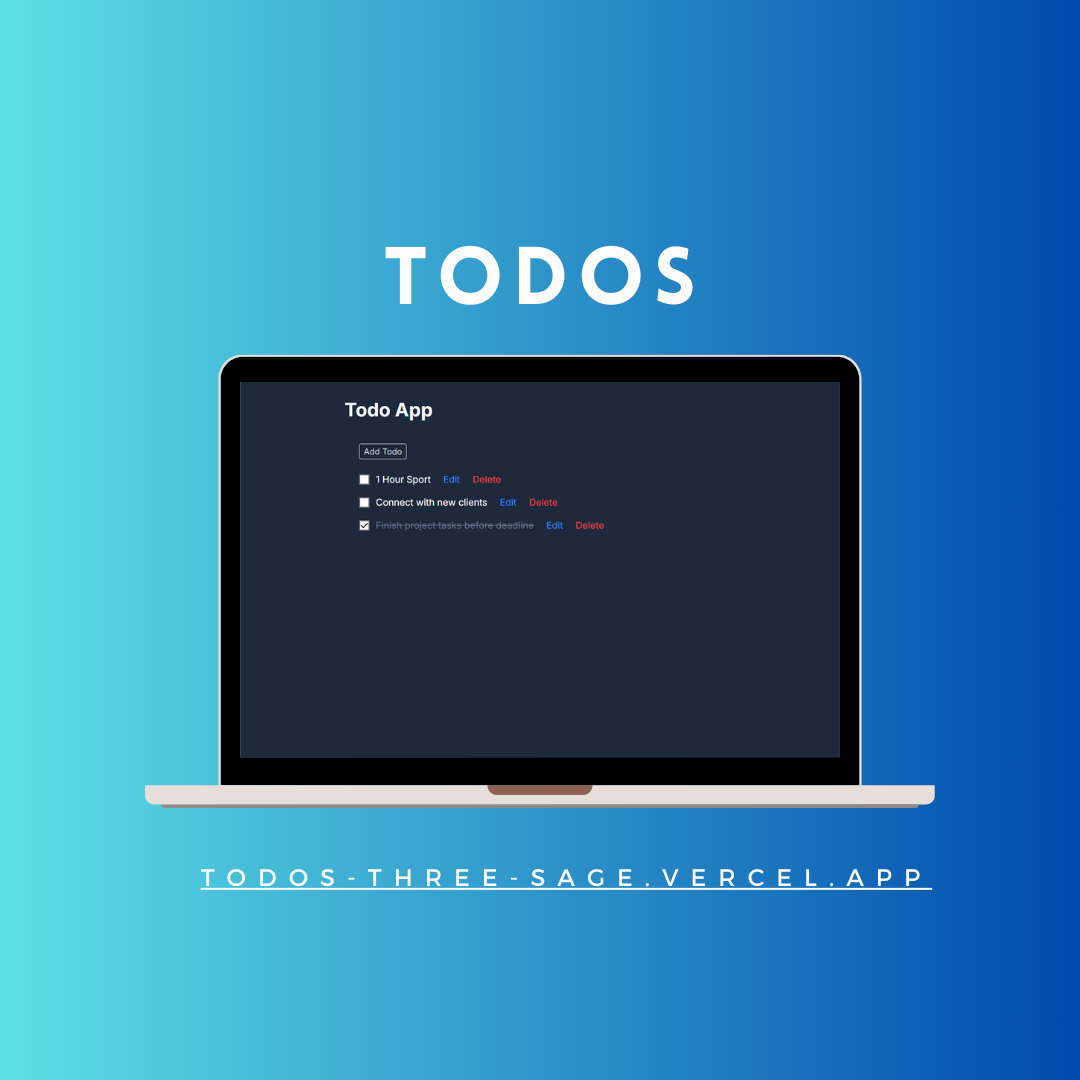 TODOS
Todo App
Add Todo
1 Hour Sport Edit Delete
Connect with new clients Edit Delete
Finish project tasks before deadline Edit Delete
TODOS-THREE-SAGE.VERCEL.APP